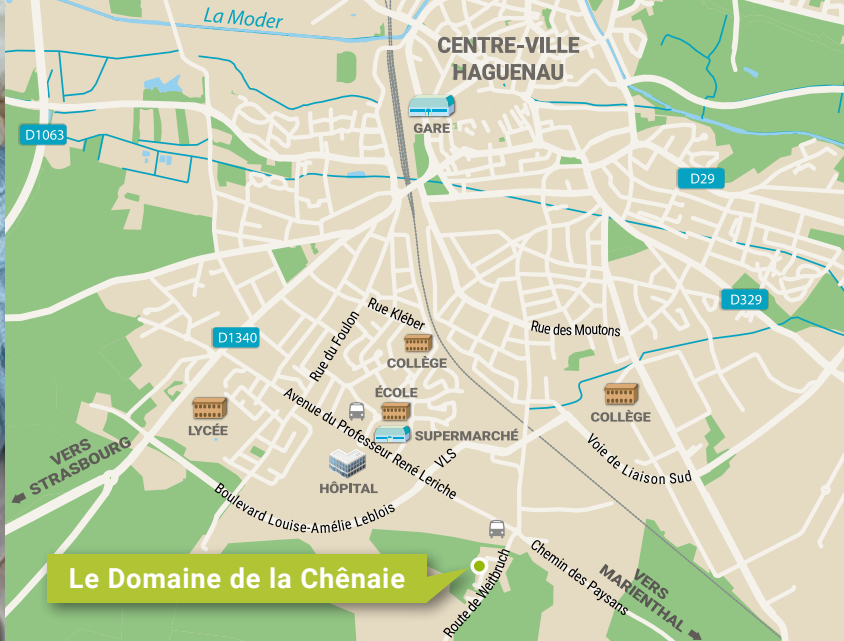 La Moder
CENTRE-VILLE
HAGUENAU
GARE
D1063
D29
D329
Rue Kléber
Rue des Moutons
D1340
Rue du Foulon
COLLÈGE
ÉCOLE
Avenue du Professeur René Leriche
LYCÉE
COLLÈGE
SUPERMARCHÉ
VERS
STRASBOURG
VLS
Voie de Liaison Sud
HÔPITAL
Boulevard Louise-Amélie Leblois
Le Domaine de la Chênaie
Route de Weitbruch
Chemin des Paysans
VERS
MARIENTHAL